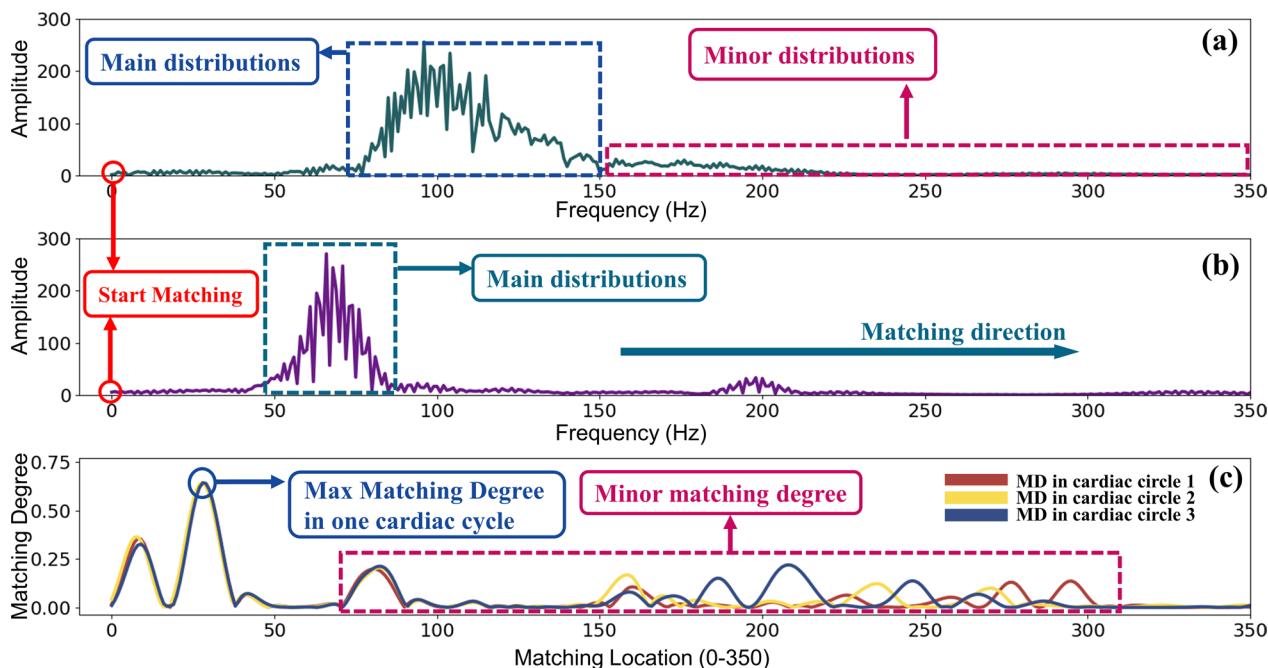 300
200
100
0
Amplitude
Main distributions
Minor distributions
(a)
0
50
100
150
200
250
300
350
Frequency (Hz)
300
200
100
0
Amplitude
Start Matching
Main distributions
Matching direction
(b)
0
50
100
150
200
250
300
350
Frequency (Hz)
0.75
0.50
0.25
0.00
Matching Degree
Max Matching Degree
in one cardiac cycle
Minor matching degree
MD in cardiac circle 1
MD in cardiac circle 2
MD in cardiac circle 3
(c)
0
50
100
150
200
250
300
350
Matching Location (0-350)